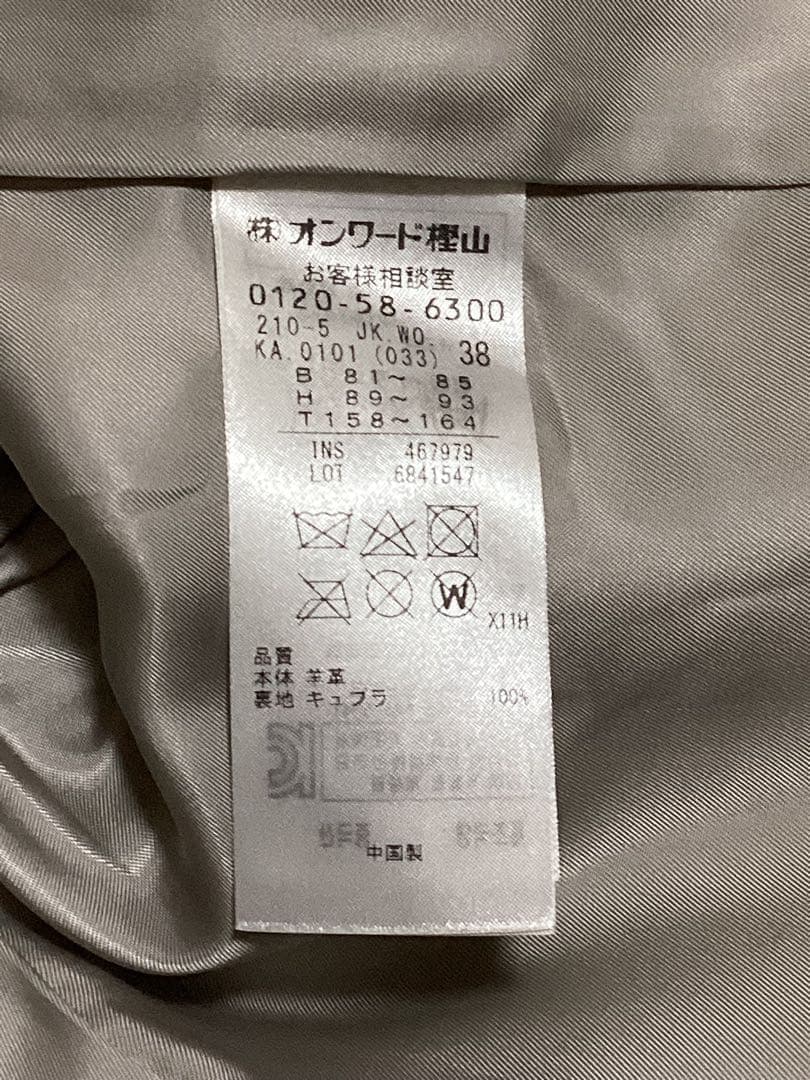 ㈱オンワード樫山
お客様相談室
0120-58-6300
210-5 JK.WO.
KA.0101 (033) 38
B 81～ 85
H 89～ 93
T158～164
INS 467979
LOT 6841547
W
X11H
品質
本体 羊革
裏地 キュプラ 100%
中国製